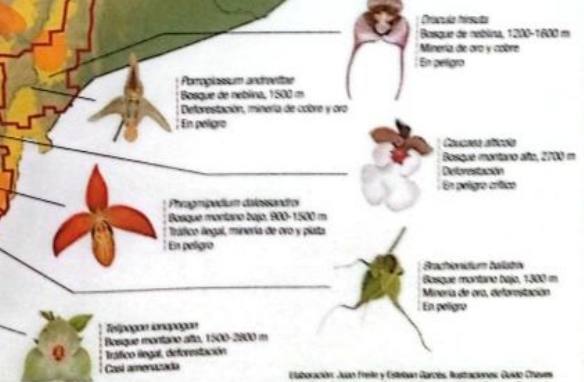 Dracula hirsuta
Bosque de neblina, 1200-1600 m
Minería de oro y cobre
En peligro
Porroglossum andreettae
Bosque de neblina, 1500 m
Deforestación, minería de cobre y oro
En peligro
Caucaea alticola
Bosque montano alto, 2700 m
Deforestación
En peligro crítico
Phragmipedium dalessandroi
Bosque montano bajo, 900-1500 m
Tráfico ilegal, minería de oro y plata
En peligro
Brachionidium ballatrix
Bosque montano bajo, 1300 m
Minería de oro, deforestación
En peligro
Telipogon ionopogon
Bosque montano alto, 1500-2800 m
Tráfico ilegal, deforestación
Casi amenazada
Elaboración: Juan Freile y Esteban Garcés. Ilustraciones: Guido Chaves